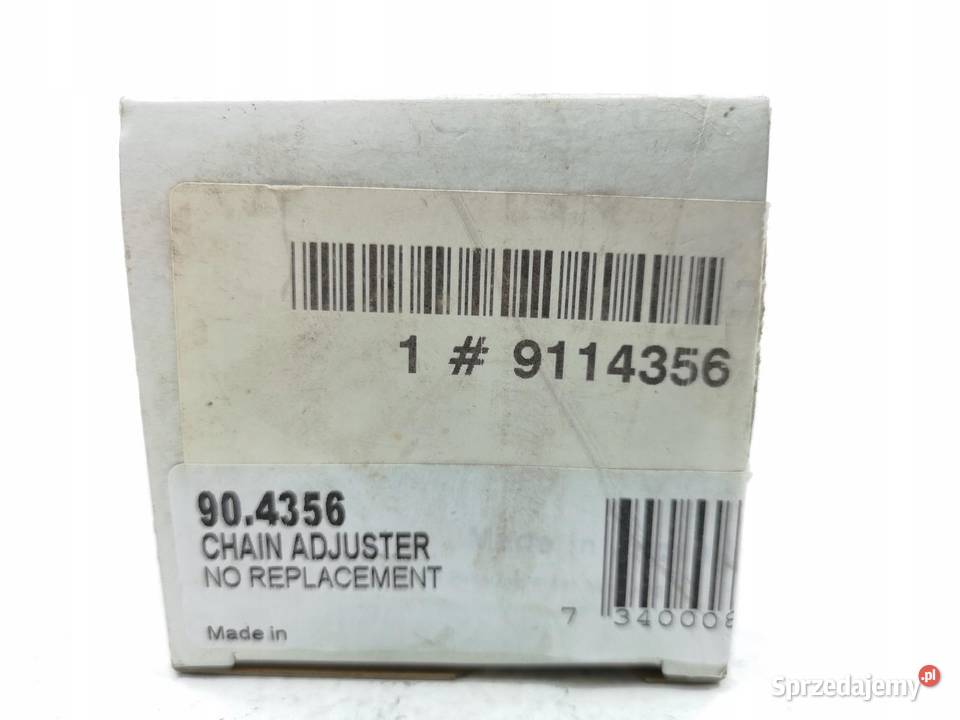 1 # 9114356
90.4356
CHAIN ADJUSTER
NO REPLACEMENT
7 340008
Made in
Sprzedajemy.pl